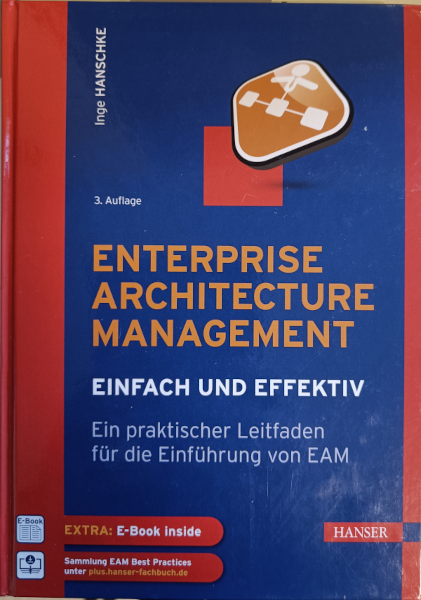 Inge HANSCHKE
3. Auflage
ENTERPRISE
ARCHITECTURE
MANAGEMENT
EINFACH UND EFFEKTIV
Ein praktischer Leitfaden
für die Einführung von EAM
E-Book
EXTRA: E-Book inside
HANSER
Sammlung EAM Best Practices
unter plus.hanser-fachbuch.de